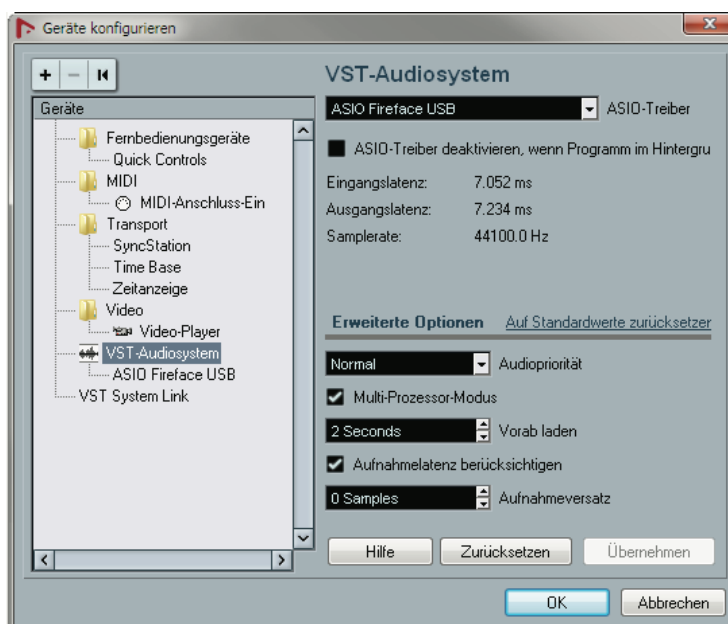 Geräte konfigurieren
VST-Audiosystem
Geräte
Fernbedienungsgeräte
Quick Controls
MIDI
MIDI-Anschluss-Ein
Transport
SyncStation
Time Base
Zeitanzeige
Video
Video-Player
VST-Audiosystem
ASIO Fireface USB
VST System Link
ASIO Fireface USB ASIO-Treiber
ASIO-Treiber deaktivieren, wenn Programm im Hintergru
Eingangslatenz: 7.052 ms
Ausgangslatenz: 7.234 ms
Samplerate: 44100.0 Hz
Erweiterte Optionen Auf Standardwerte zurücksetzer
Normal Audiopriorität
Multi-Prozessor-Modus
2 Seconds Vorab laden
Aufnahmelatenz berücksichtigen
0 Samples Aufnahmeversatz
Hilfe Zurücksetzen Übernehmen
OK Abbrechen